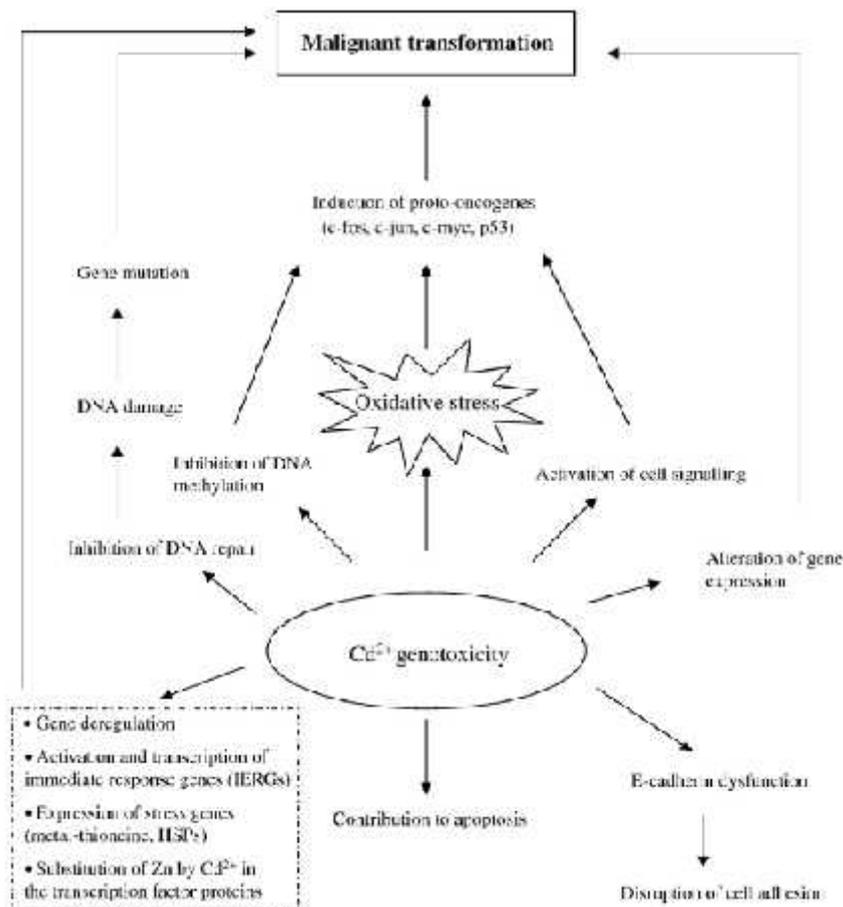 Malignant transformation
Induction of proto-oncogenes
(c-fos, c-jun, c-myc, p53)
Gene mutation
Oxidative stress
DNA damage
Inhibition of DNA
methylation
Activation of cell signalling
Inhibition of DNA repair
Alteration of gene
expression
Cd²⁺ genotoxicity
• Gene deregulation
• Activation and transcription of
immediate response genes (IERGs)
• Expression of stress genes
(metal-thioneine, HSPs)
• Substitution of Zn by Cd²⁺ in
the transcription factor proteins
Contribution to apoptosis
E-cadherin dysfunction
Disruption of cell adhesion